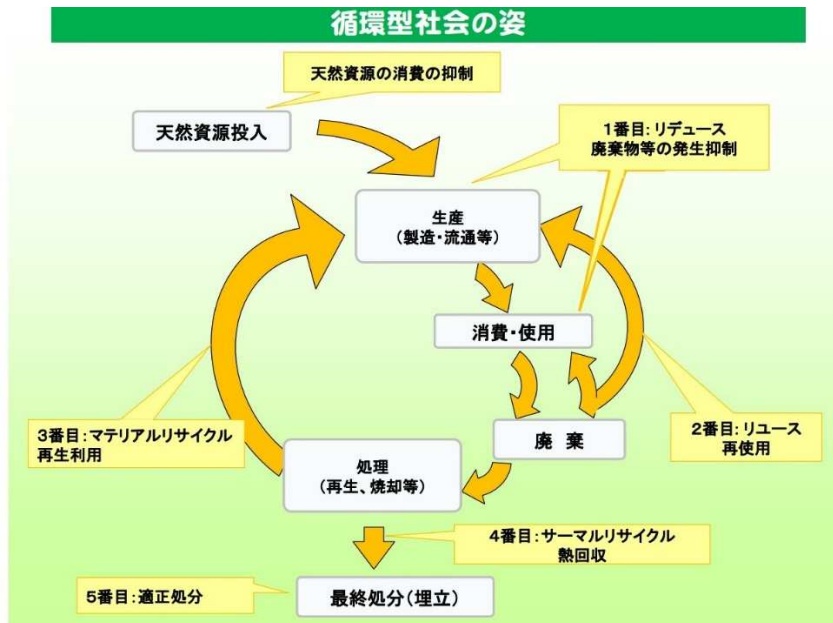 循環型社会の姿
天然資源の消費の抑制
天然資源投入
1番目:リデュース
廃棄物等の発生抑制
生産
(製造・流通等)
消費・使用
3番目:マテリアルリサイクル
再生利用
廃 棄
2番目:リユース
再使用
処理
(再生、焼却等)
4番目:サーマルリサイクル
熱回収
5番目:適正処分
最終処分(埋立)